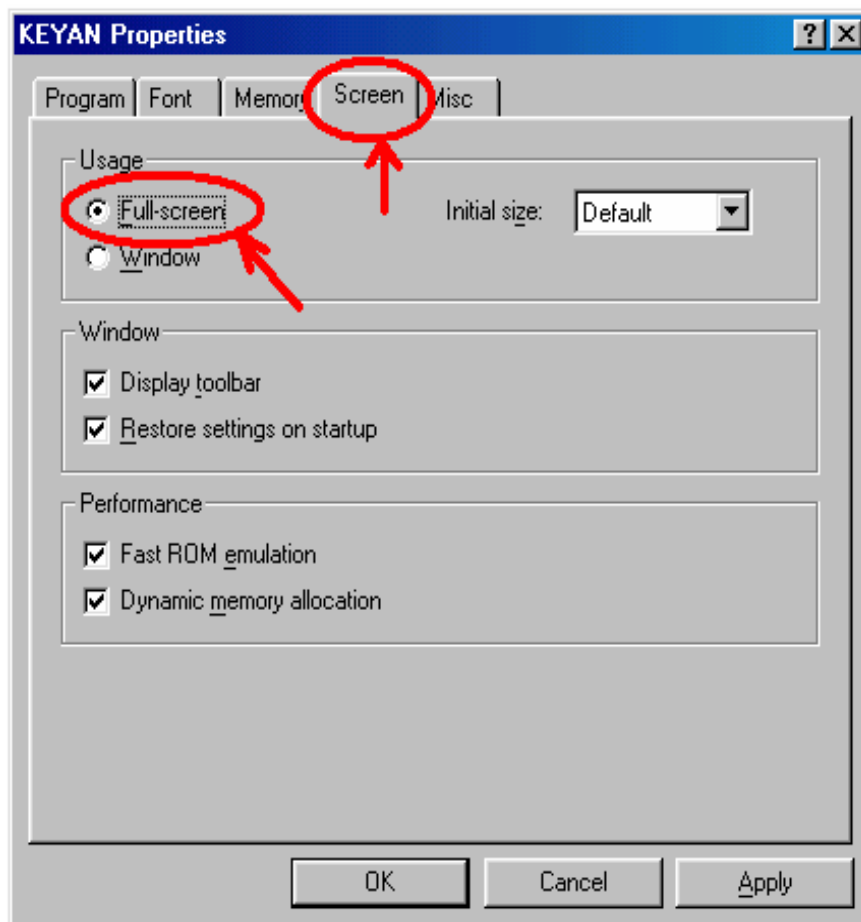 KEYAN Properties
Program Font Memory Screen Misc
Usage
Full-screen Initial size: Default
Window
Window
Display toolbar
Restore settings on startup
Performance
Fast ROM emulation
Dynamic memory allocation
OK Cancel Apply